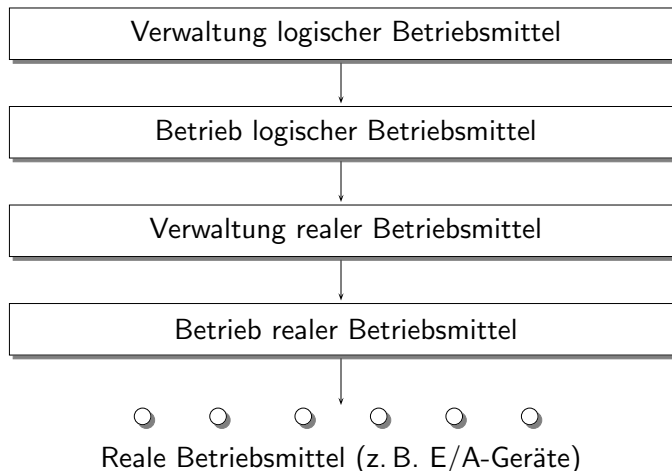 Verwaltung logischer Betriebsmittel
Betrieb logischer Betriebsmittel
Verwaltung realer Betriebsmittel
Betrieb realer Betriebsmittel
Reale Betriebsmittel (z. B. E/A-Geräte)